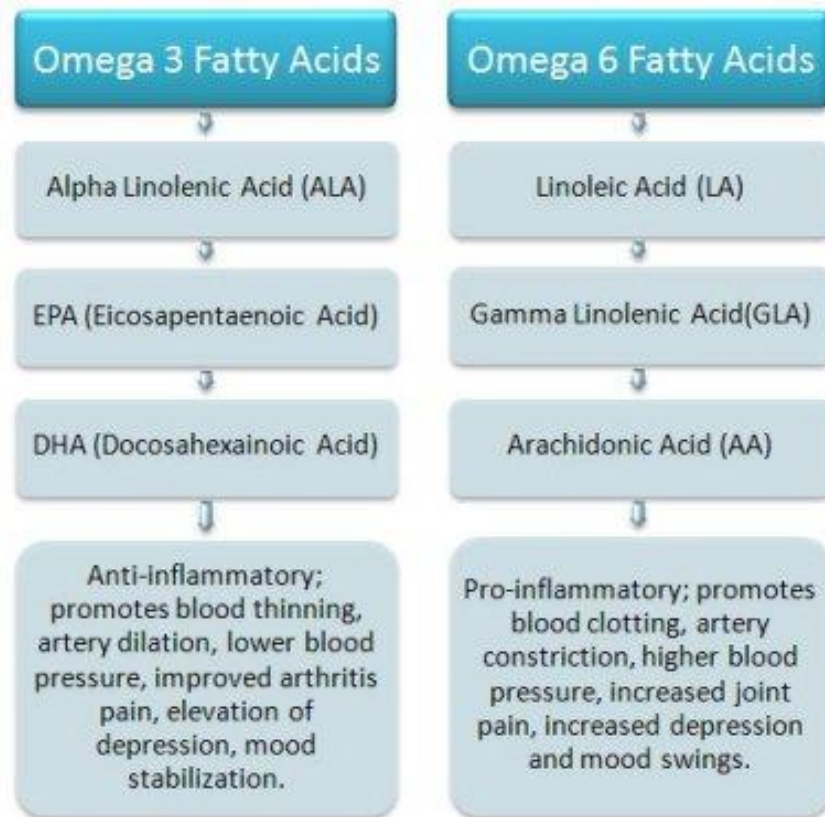 Omega 3 Fatty Acids
Alpha Linolenic Acid (ALA)
EPA (Eicosapentaenoic Acid)
DHA (Docosahexainoic Acid)
Anti-inflammatory;
promotes blood thinning,
artery dilation, lower blood
pressure, improved arthritis
pain, elevation of
depression, mood
stabilization.
Omega 6 Fatty Acids
Linoleic Acid (LA)
Gamma Linolenic Acid(GLA)
Arachidonic Acid (AA)
Pro-inflammatory; promotes
blood clotting, artery
constriction, higher blood
pressure, increased joint
pain, increased depression
and mood swings.